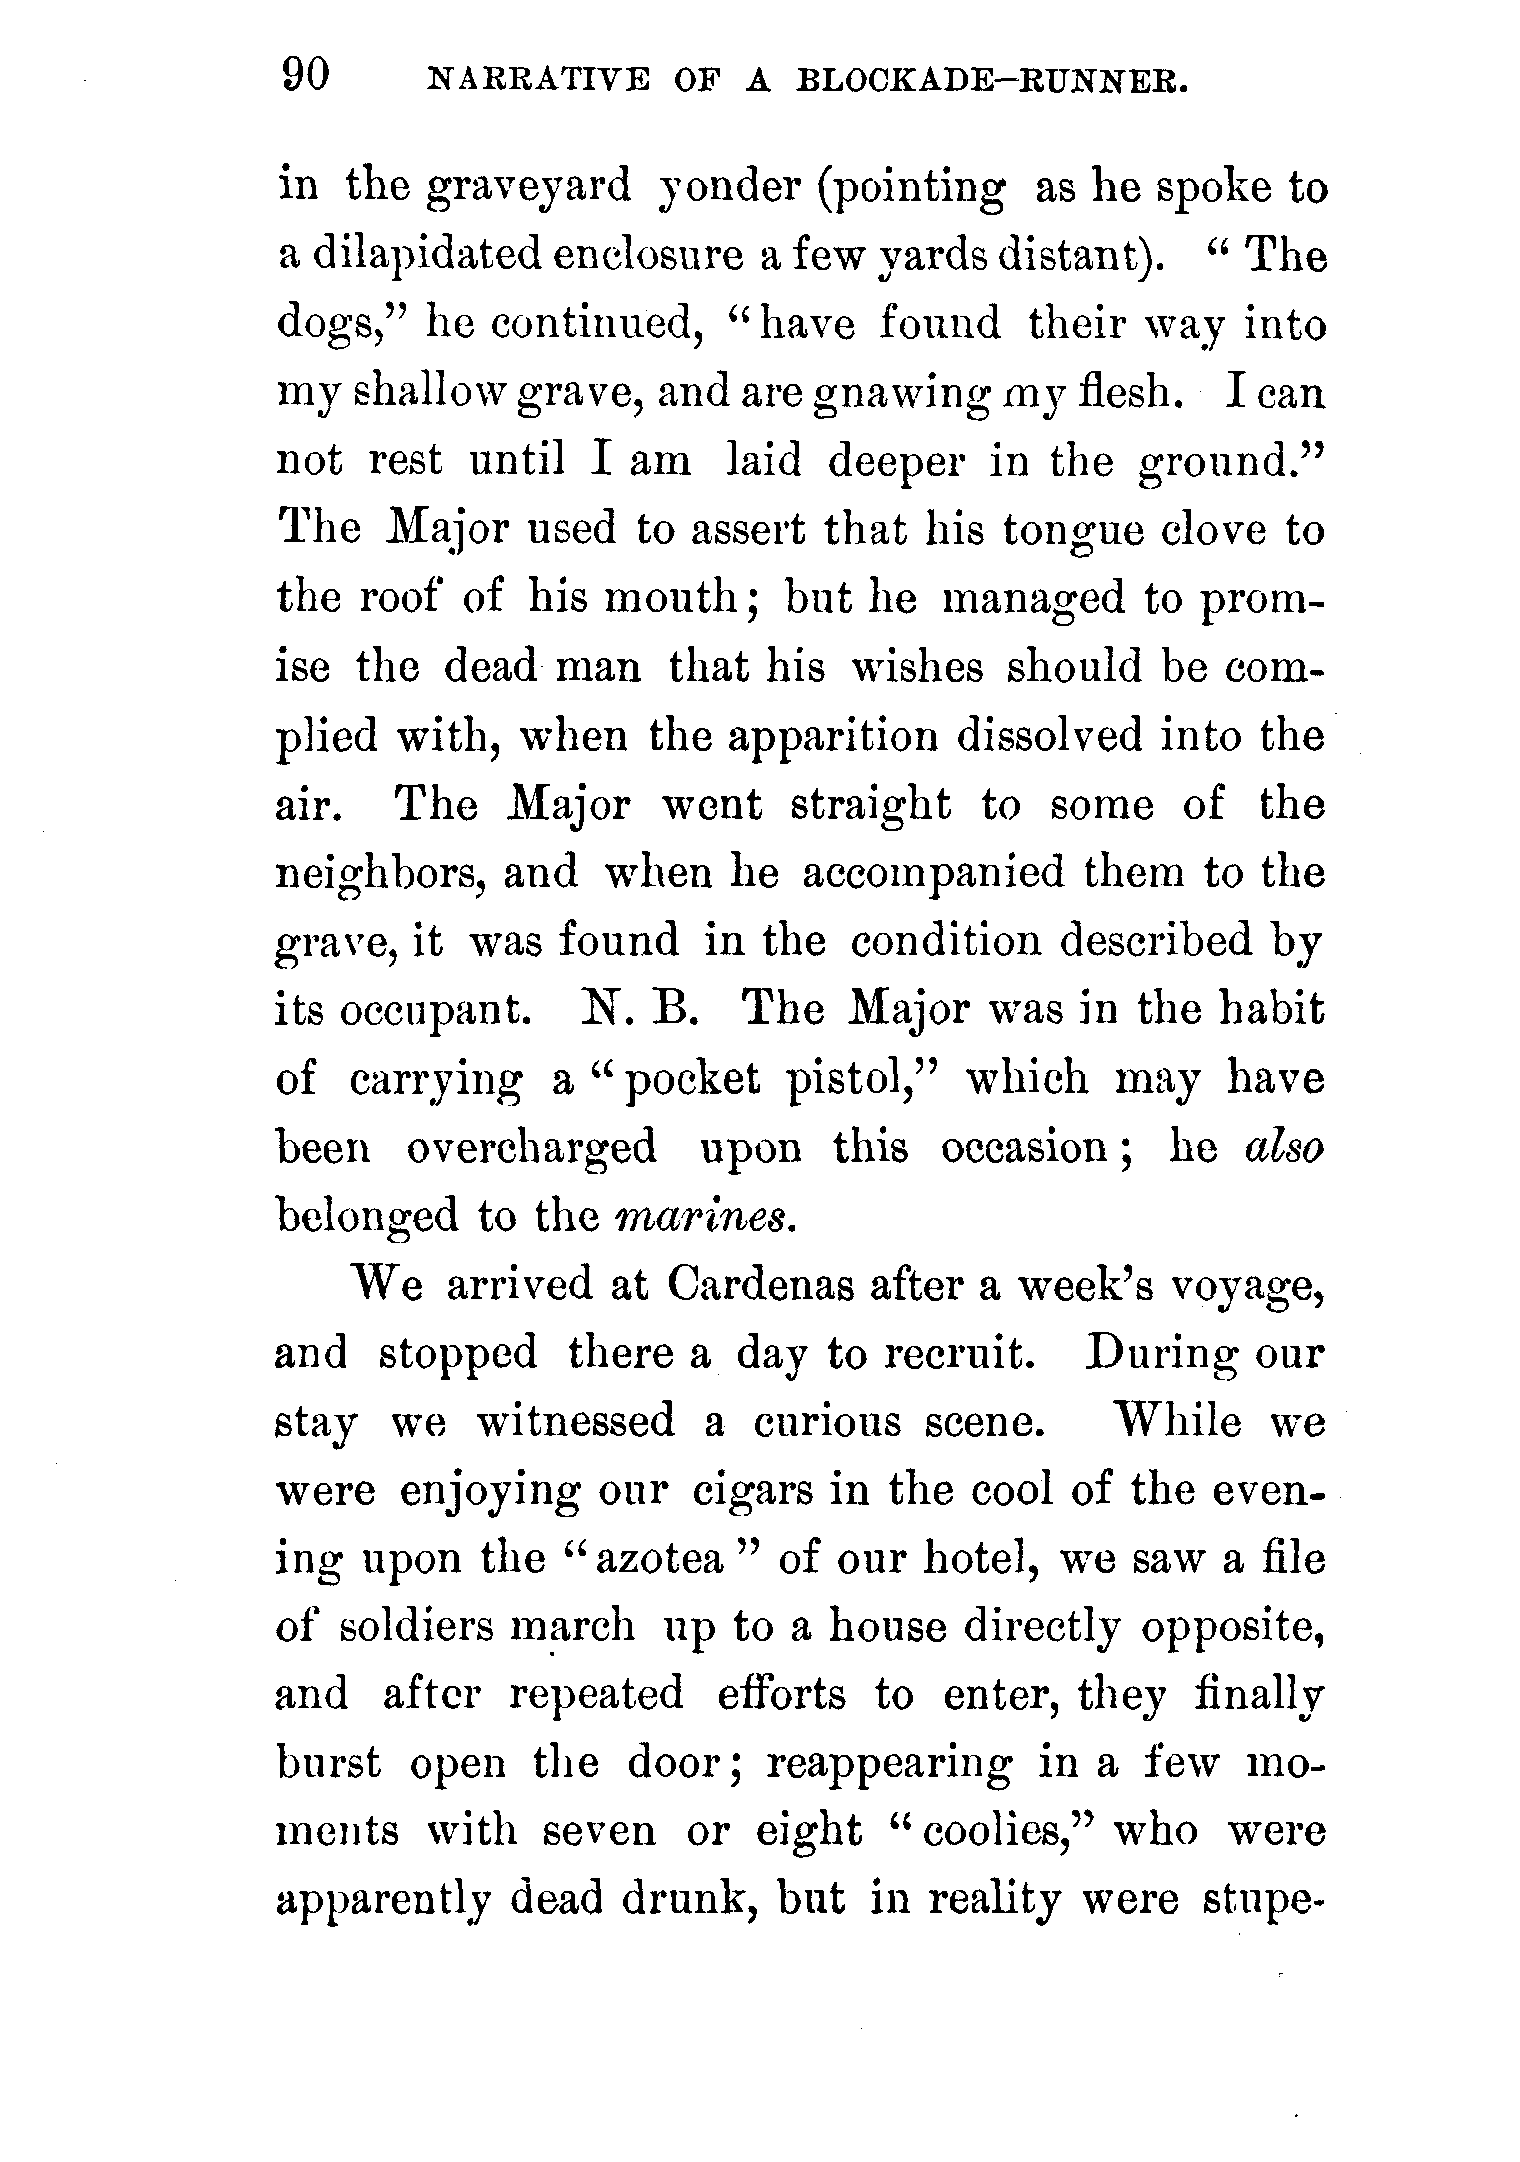 90 NARRATIVE OF A BLOCKADE-RUNNER.
in the graveyard yonder (pointing as he spoke to
a dilapidated enclosure a few yards distant). "The
dogs," he continued, "have found their way into
my shallow grave, and are gnawing my flesh. I can
not rest until I am laid deeper in the ground."
The Major used to assert that his tongue clove to
the roof of his mouth; but he managed to prom-
ise the dead man that his wishes should be com-
plied with, when the apparition dissolved into the
air. The Major went straight to some of the
neighbors, and when he accompanied them to the
grave, it was found in the condition described by
its occupant. N. B. The Major was in the habit
of carrying a "pocket pistol," which may have
been overcharged upon this occasion; he also
belonged to the marines.
We arrived at Cardenas after a week's voyage,
and stopped there a day to recruit. During our
stay we witnessed a curious scene. While we
were enjoying our cigars in the cool of the even-
ing upon the "azotea" of our hotel, we saw a file
of soldiers march up to a house directly opposite,
and after repeated efforts to enter, they finally
burst open the door; reappearing in a few mo-
ments with seven or eight "coolies," who were
apparently dead drunk, but in reality were stupe-